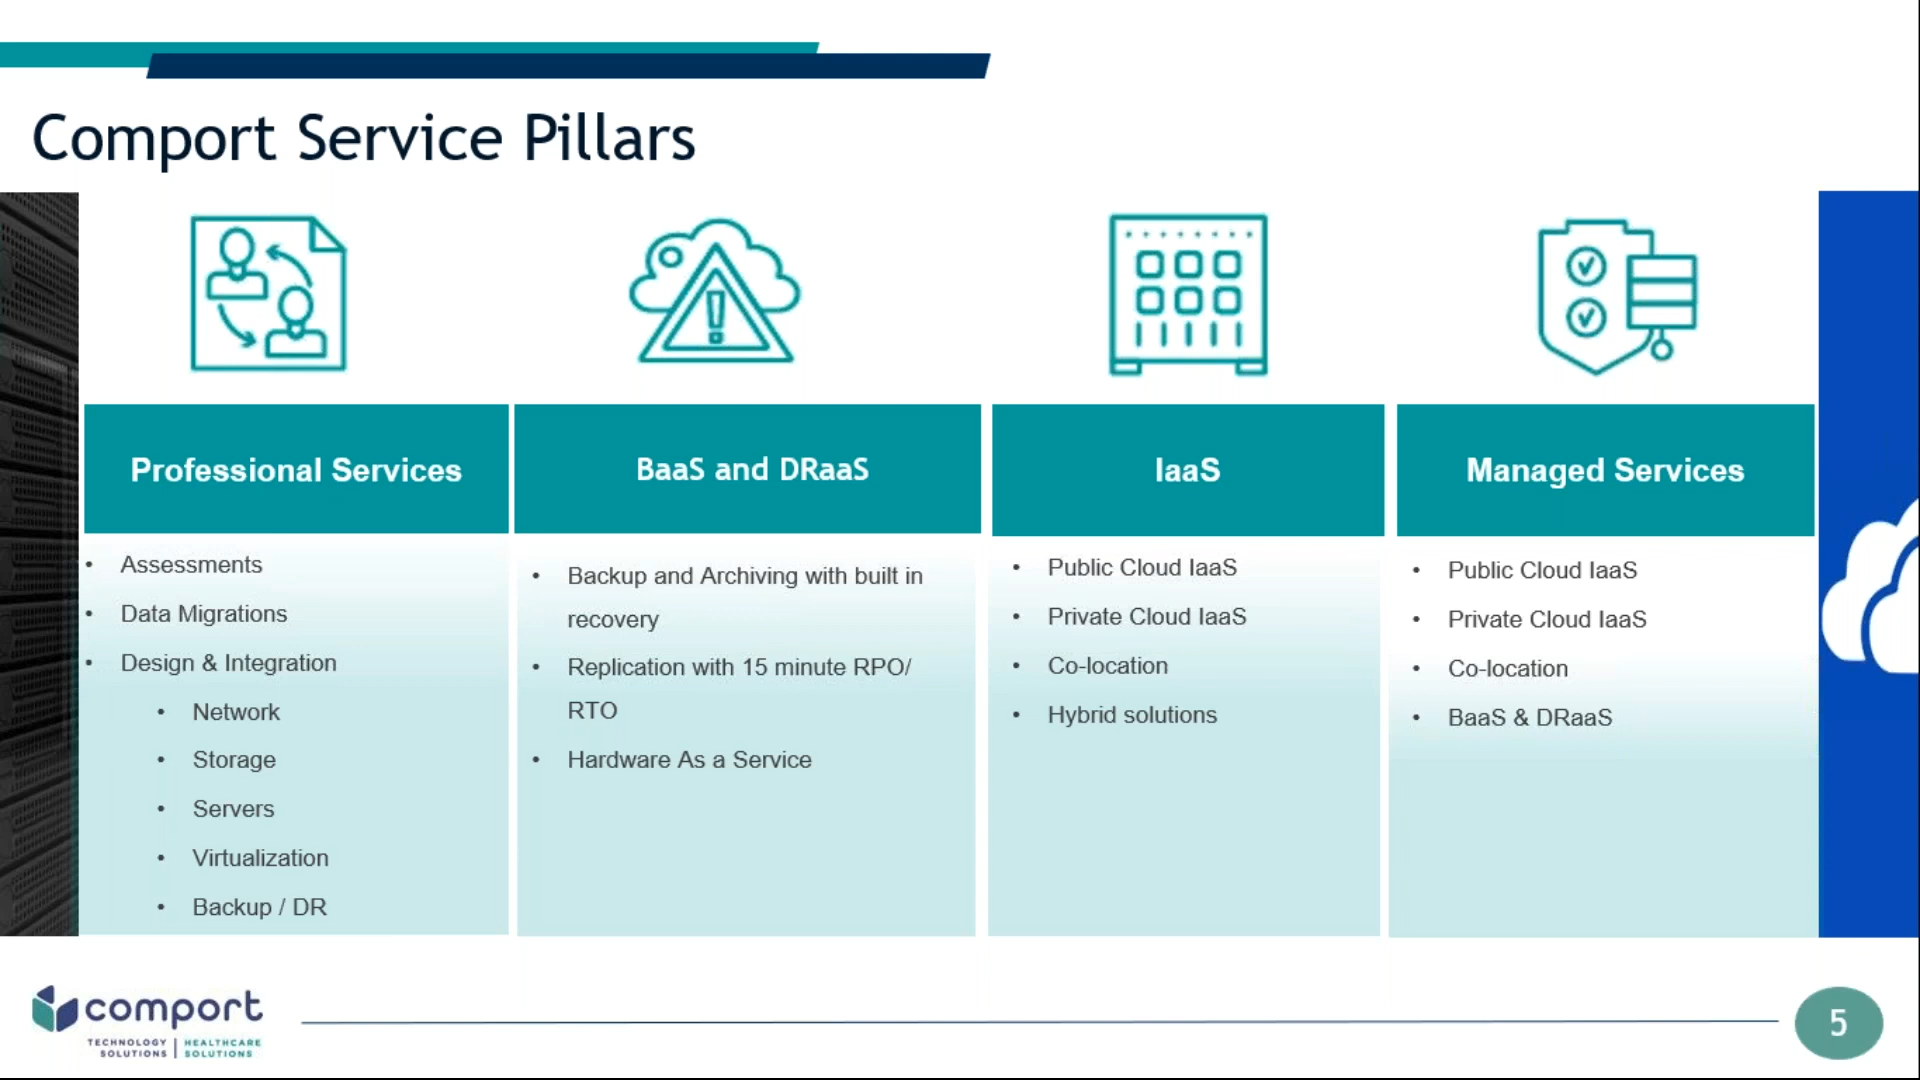 Comport Service Pillars
Professional Services
• Assessments
• Data Migrations
• Design & Integration
• Network
• Storage
• Servers
• Virtualization
• Backup / DR
BaaS and DRaaS
• Backup and Archiving with built in
recovery
• Replication with 15 minute RPO/
RTO
• Hardware As a Service
IaaS
• Public Cloud IaaS
• Private Cloud IaaS
• Co-location
• Hybrid solutions
Managed Services
• Public Cloud IaaS
• Private Cloud IaaS
• Co-location
• BaaS & DRaaS
comport
TECHNOLOGY SOLUTIONS | HEALTHCARE SOLUTIONS
5